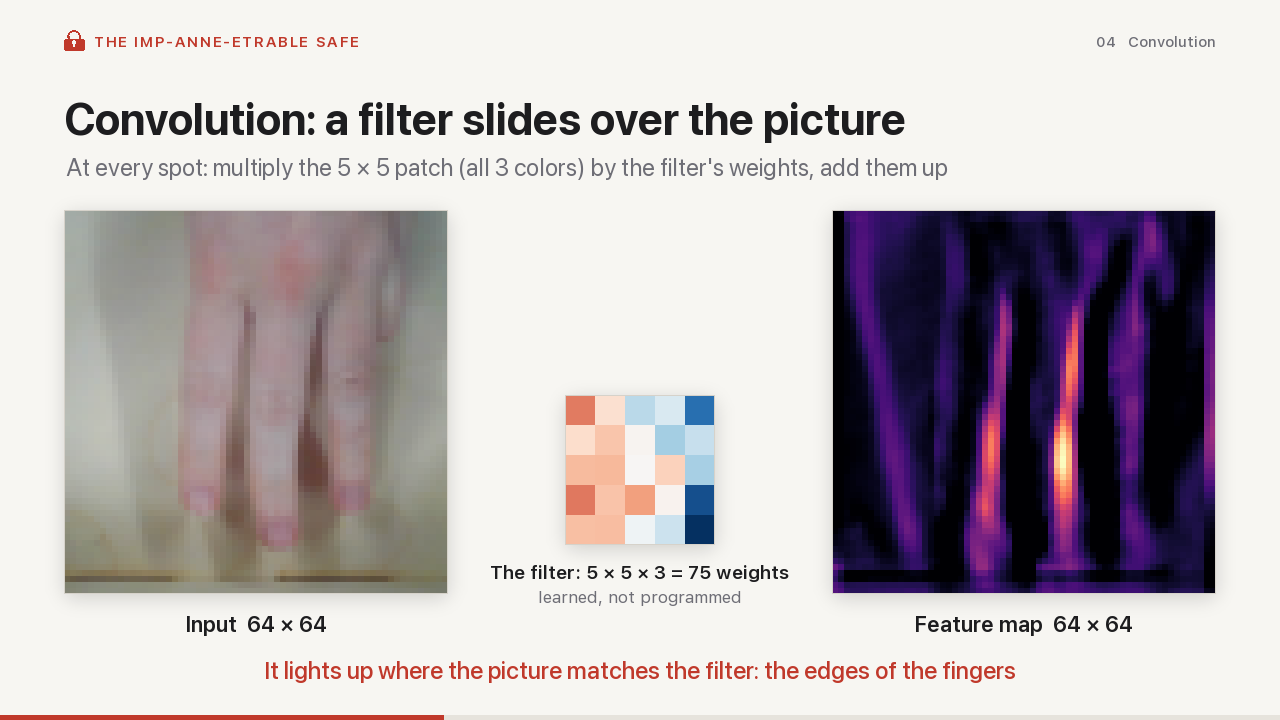 THE IMP-ANNE-ETRABLE SAFE
04 Convolution
Convolution: a filter slides over the picture
At every spot: multiply the 5 × 5 patch (all 3 colors) by the filter's weights, add them up
The filter: 5 × 5 × 3 = 75 weights
learned, not programmed
Input 64 × 64
Feature map 64 × 64
It lights up where the picture matches the filter: the edges of the fingers